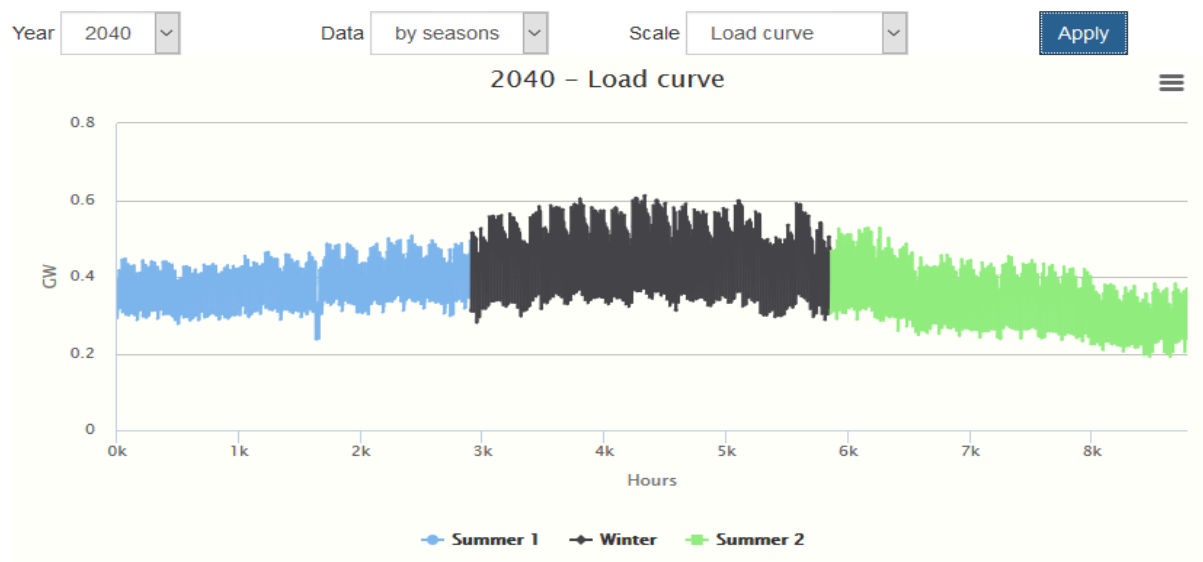 Year 2040 Data by seasons Scale Load curve Apply
2040 – Load curve
0.8
0.6
0.4
0.2
0
GW
0k 1k 2k 3k 4k 5k 6k 7k 8k
Hours
Summer 1 Winter Summer 2